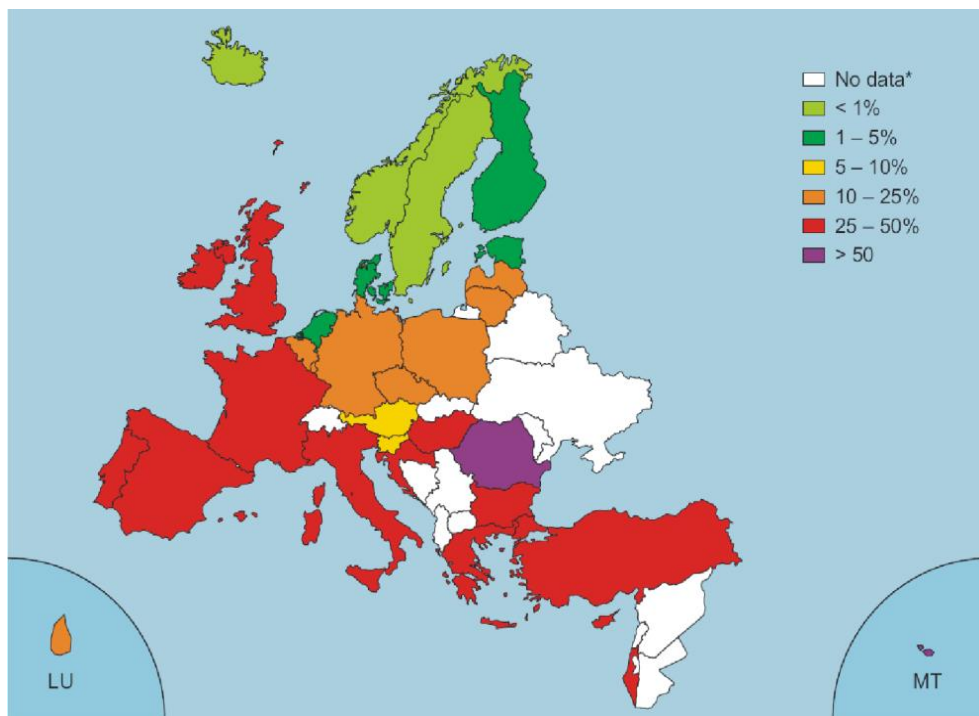 No data*
< 1%
1 – 5%
5 – 10%
10 – 25%
25 – 50%
> 50
LU
MT